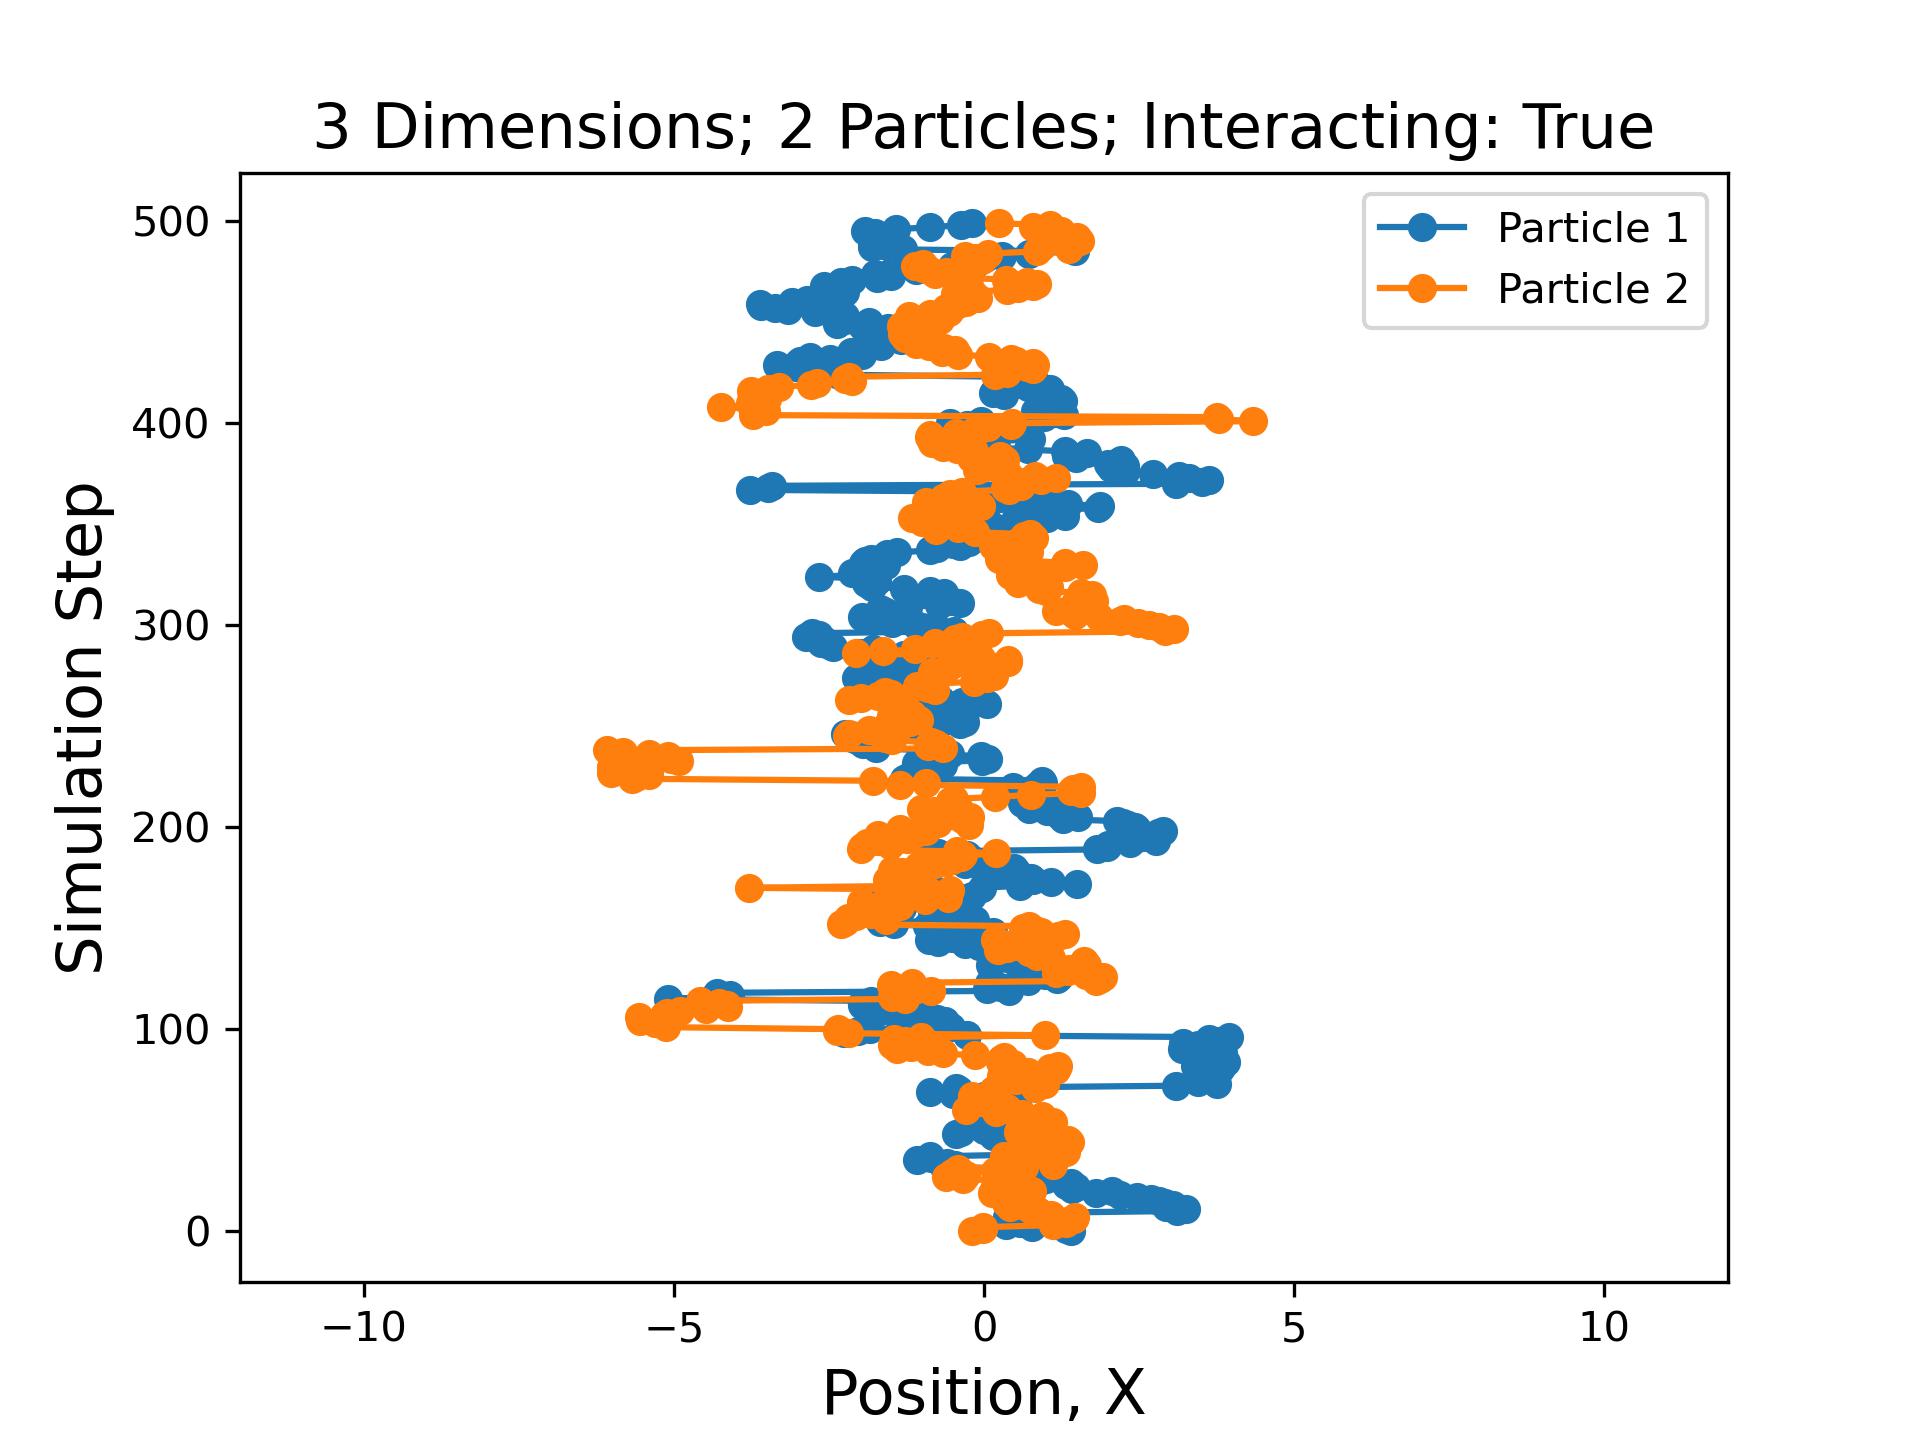 3 Dimensions; 2 Particles; Interacting: True
Particle 1
Particle 2
500
400
300
200
100
0
Simulation Step
−10
−5
0
5
10
Position, X